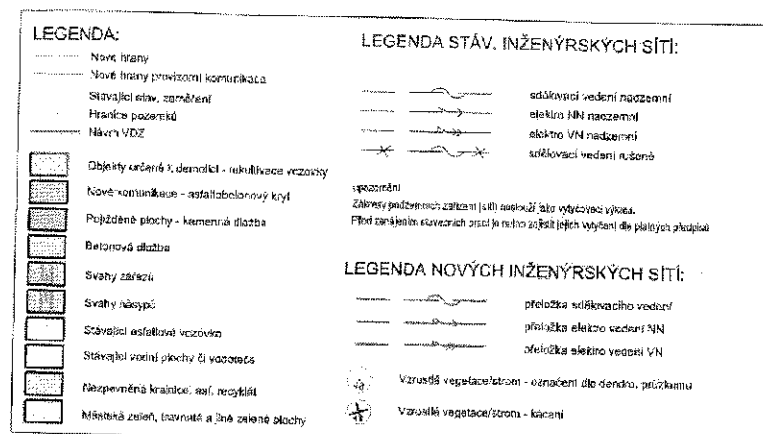 LEGENDA:
Nové hrany
Nové hrany provizorní komunikace
Stávající stav, zaměření
Hranice pozemků
Návrh VDZ
Objekty určené k demolici - rekultivace vozovky
Nové komunikace - asfaltobetonový kryt
Pojížděné plochy - kamenná dlažba
Betonová dlažba
Svahy zářezů
Svahy násypů
Stávající asfaltová vozovka
Stávající vodní plochy či vodoteče
Nezpevněná krajnice, asf. recyklát
Městská zeleň, travnaté a jiné zelené plochy
LEGENDA STÁV. INŽENÝRSKÝCH SÍTÍ:
sdělovací vedení nadzemní
elektro NN nadzemní
elektro VN nadzemní
sdělovací vedení rušené
upozornění
Zákresy podzemních zařízení (sítí) neslouží jako vytyčovací výkres.
Před zahájením stavebních prací je nutno zajistit jejich vytyčení dle platných předpisů
LEGENDA NOVÝCH INŽENÝRSKÝCH SÍTÍ:
přeložka sdělovacího vedení
přeložka elektro vedení NN
přeložka elektro vedení VN
Vzrostlá vegetace/strom - označení dle dendro. průzkumu
Vzrostlá vegetace/strom - kácení